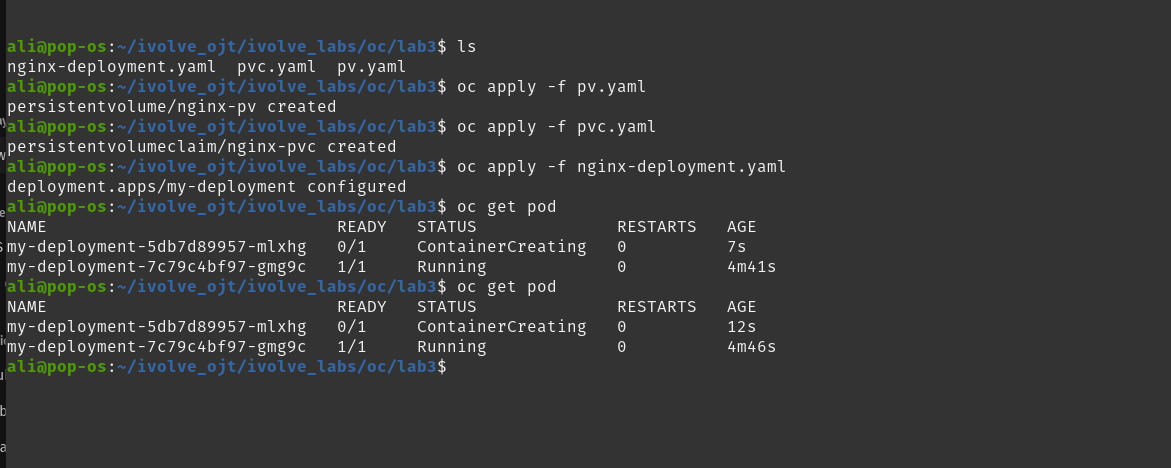 ali@pop-os:~/ivolve_ojt/ivolve_labs/oc/lab3$ ls
nginx-deployment.yaml  pvc.yaml  pv.yaml
ali@pop-os:~/ivolve_ojt/ivolve_labs/oc/lab3$ oc apply -f pv.yaml
persistentvolume/nginx-pv created
ali@pop-os:~/ivolve_ojt/ivolve_labs/oc/lab3$ oc apply -f pvc.yaml
persistentvolumeclaim/nginx-pvc created
ali@pop-os:~/ivolve_ojt/ivolve_labs/oc/lab3$ oc apply -f nginx-deployment.yaml
deployment.apps/my-deployment configured
ali@pop-os:~/ivolve_ojt/ivolve_labs/oc/lab3$ oc get pod
NAME                             READY   STATUS              RESTARTS   AGE
my-deployment-5db7d89957-mlxhg   0/1     ContainerCreating   0          7s
my-deployment-7c79c4bf97-gmg9c   1/1     Running             0          4m41s
ali@pop-os:~/ivolve_ojt/ivolve_labs/oc/lab3$ oc get pod
NAME                             READY   STATUS              RESTARTS   AGE
my-deployment-5db7d89957-mlxhg   0/1     ContainerCreating   0          12s
my-deployment-7c79c4bf97-gmg9c   1/1     Running             0          4m46s
ali@pop-os:~/ivolve_ojt/ivolve_labs/oc/lab3$